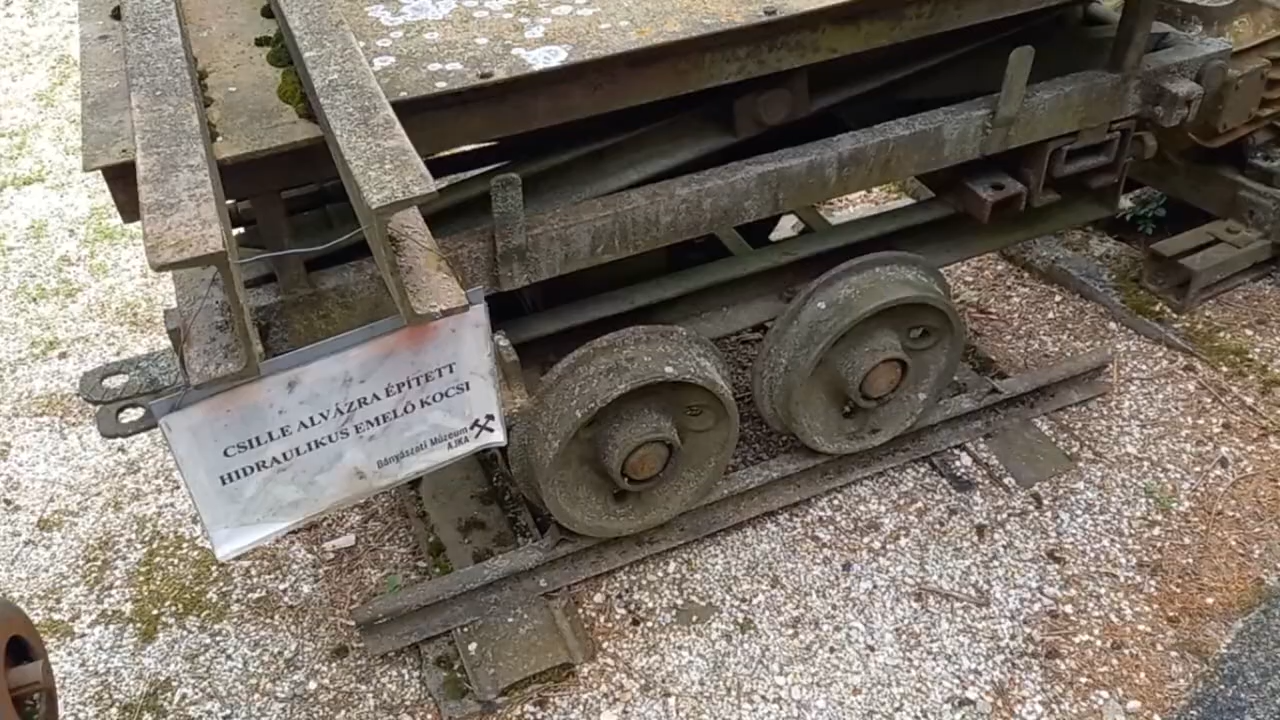 CSILLE ALVÁZRA ÉPÍTETT
HIDRAULIKUS EMELŐ KOCSI
Bányászati Múzeum
AJKA